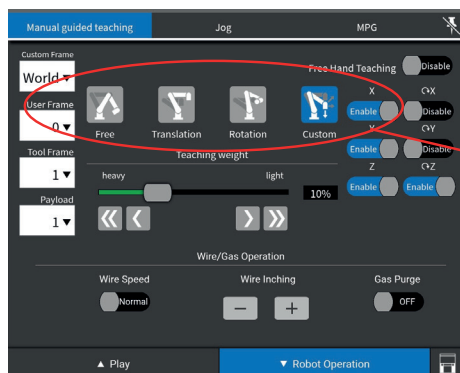 Manual guided teaching Jog MPG
Custom Frame
World ▼
Free Hand Teaching Disable
X ↷X
Enable Disable
User Frame
0 ▼
Free Translation Rotation Custom
Y ↷Y
Enable Disable
Tool Frame
1 ▼
Teaching weight
Z ↷Z
heavy light
10%
Enable Enable
Payload
1 ▼
Wire/Gas Operation
Wire Speed Wire Inching Gas Purge
Normal − + OFF
▲ Play ▼ Robot Operation